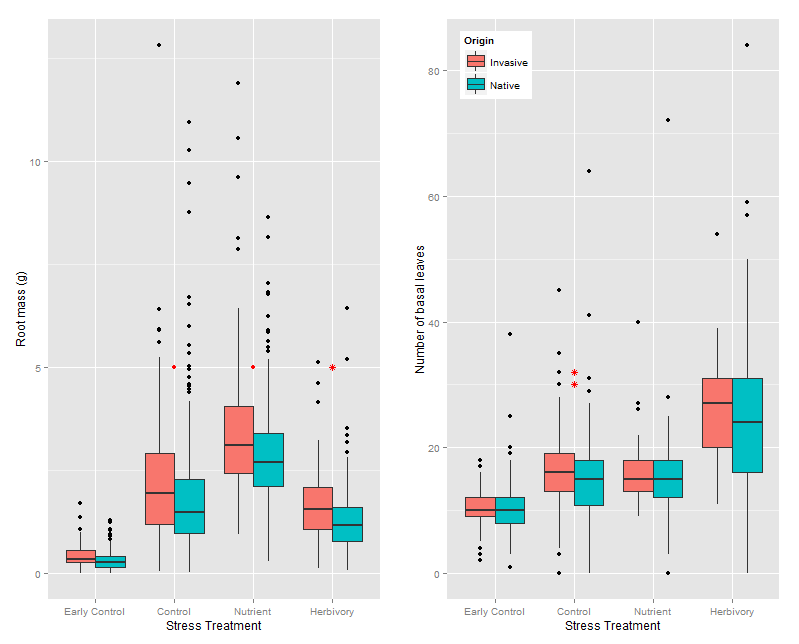 Root mass (g)
10
5
0
Early Control
Control
Nutrient
Herbivory
Stress Treatment
Number of basal leaves
80
60
40
20
0
Origin
Invasive
Native
Early Control
Control
Nutrient
Herbivory
Stress Treatment